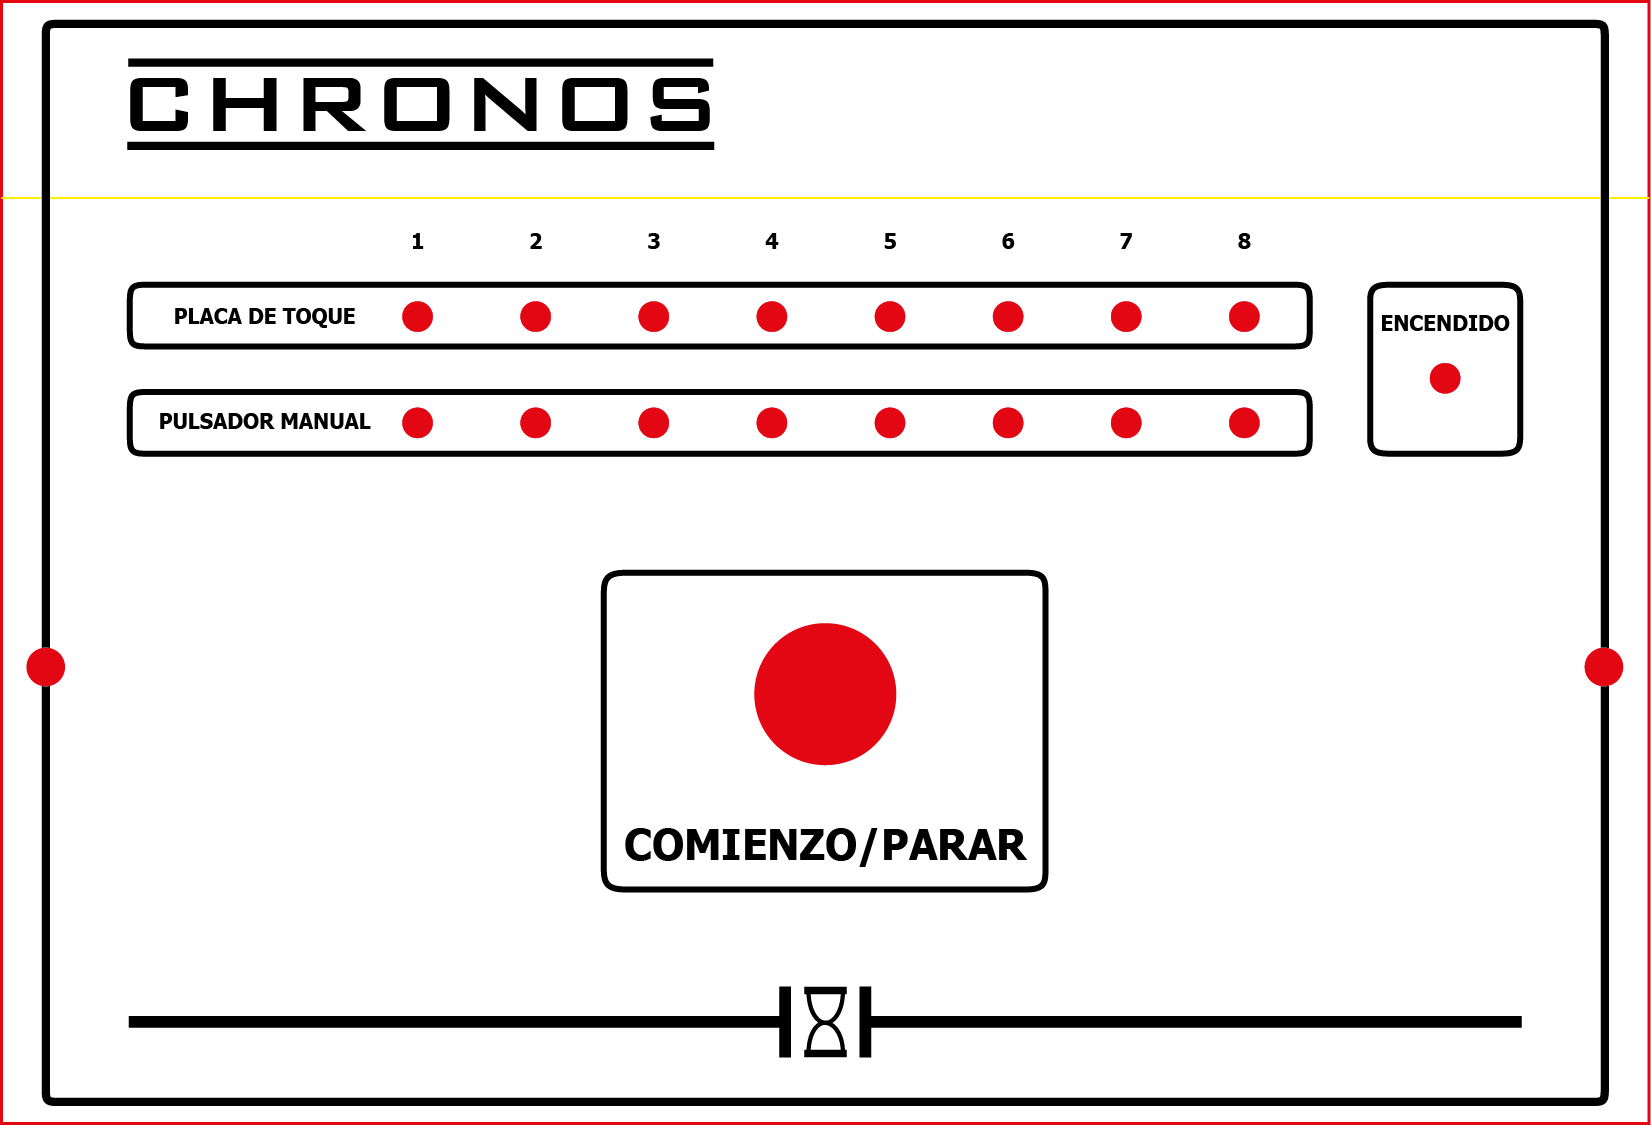 CHRONOS
1 2 3 4 5 6 7 8
PLACA DE TOQUE
ENCENDIDO
PULSADOR MANUAL
COMIENZO/PARAR